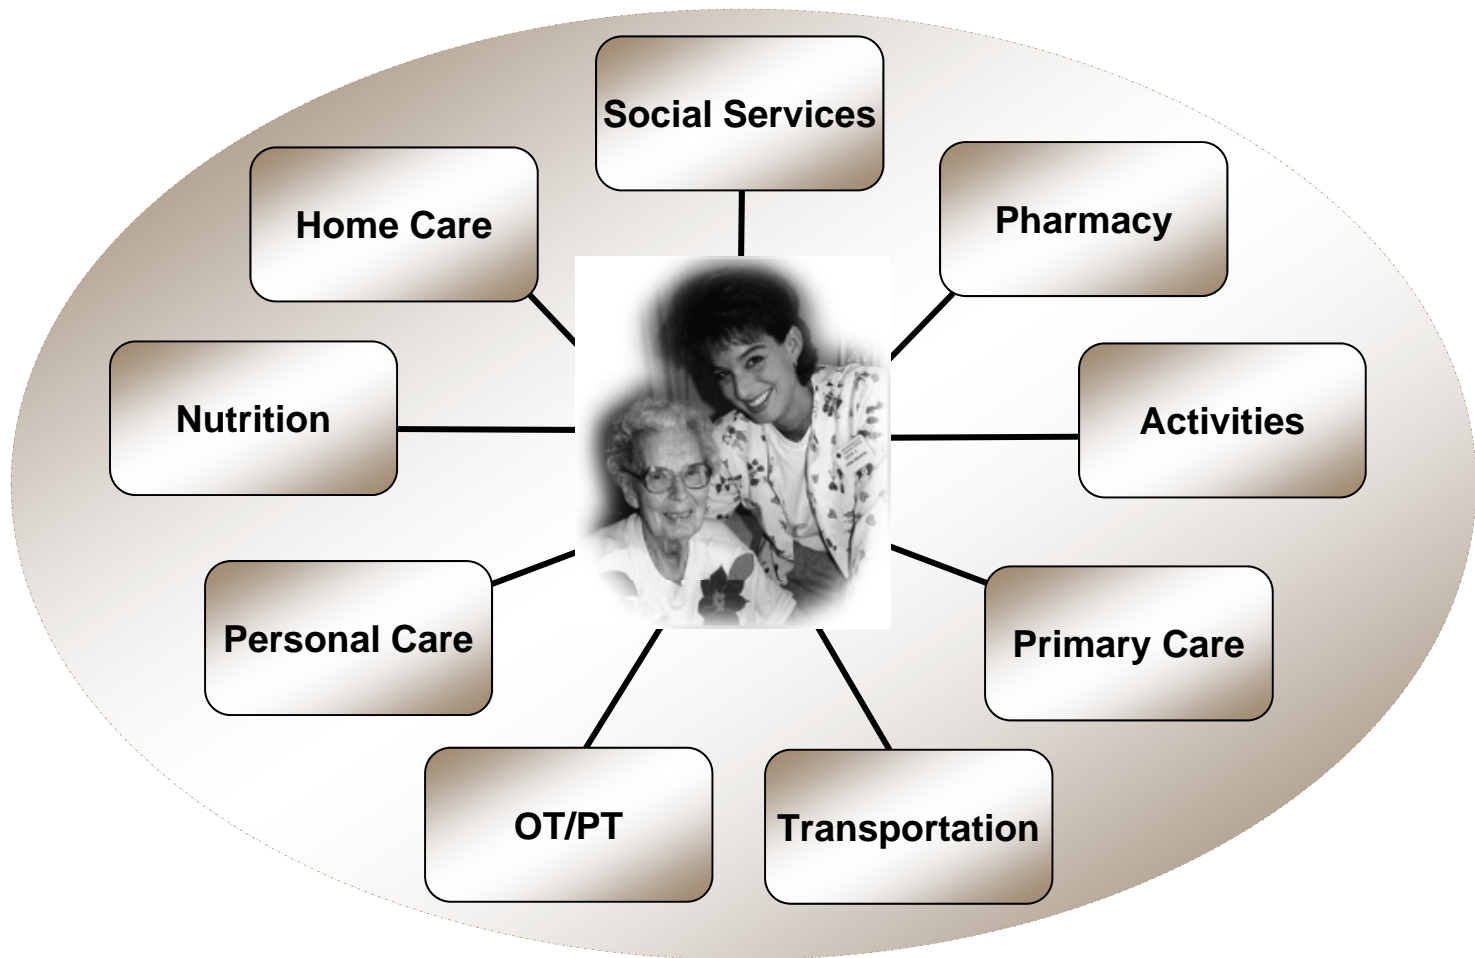 Social Services
Home Care
Pharmacy
Nutrition
Activities
Personal Care
Primary Care
OT/PT
Transportation